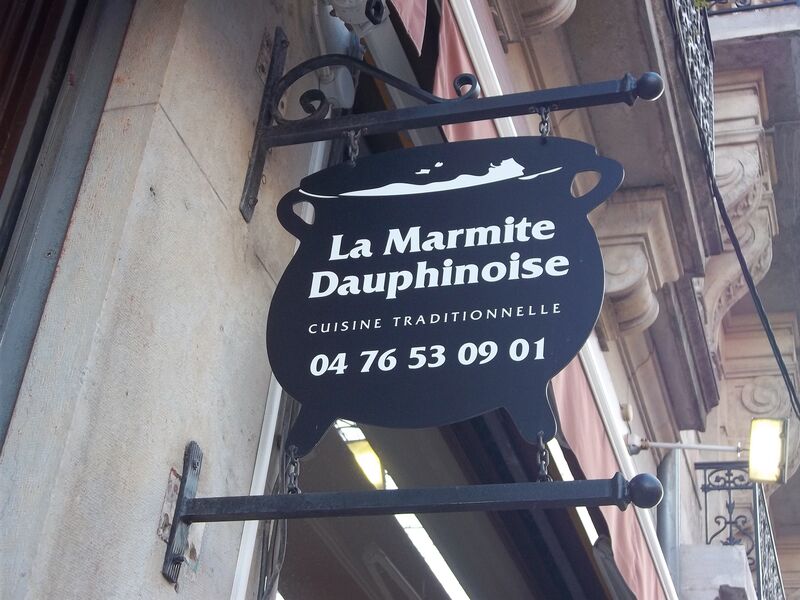 La Marmite
Dauphinoise
CUISINE TRADITIONNELLE
04 76 53 09 01